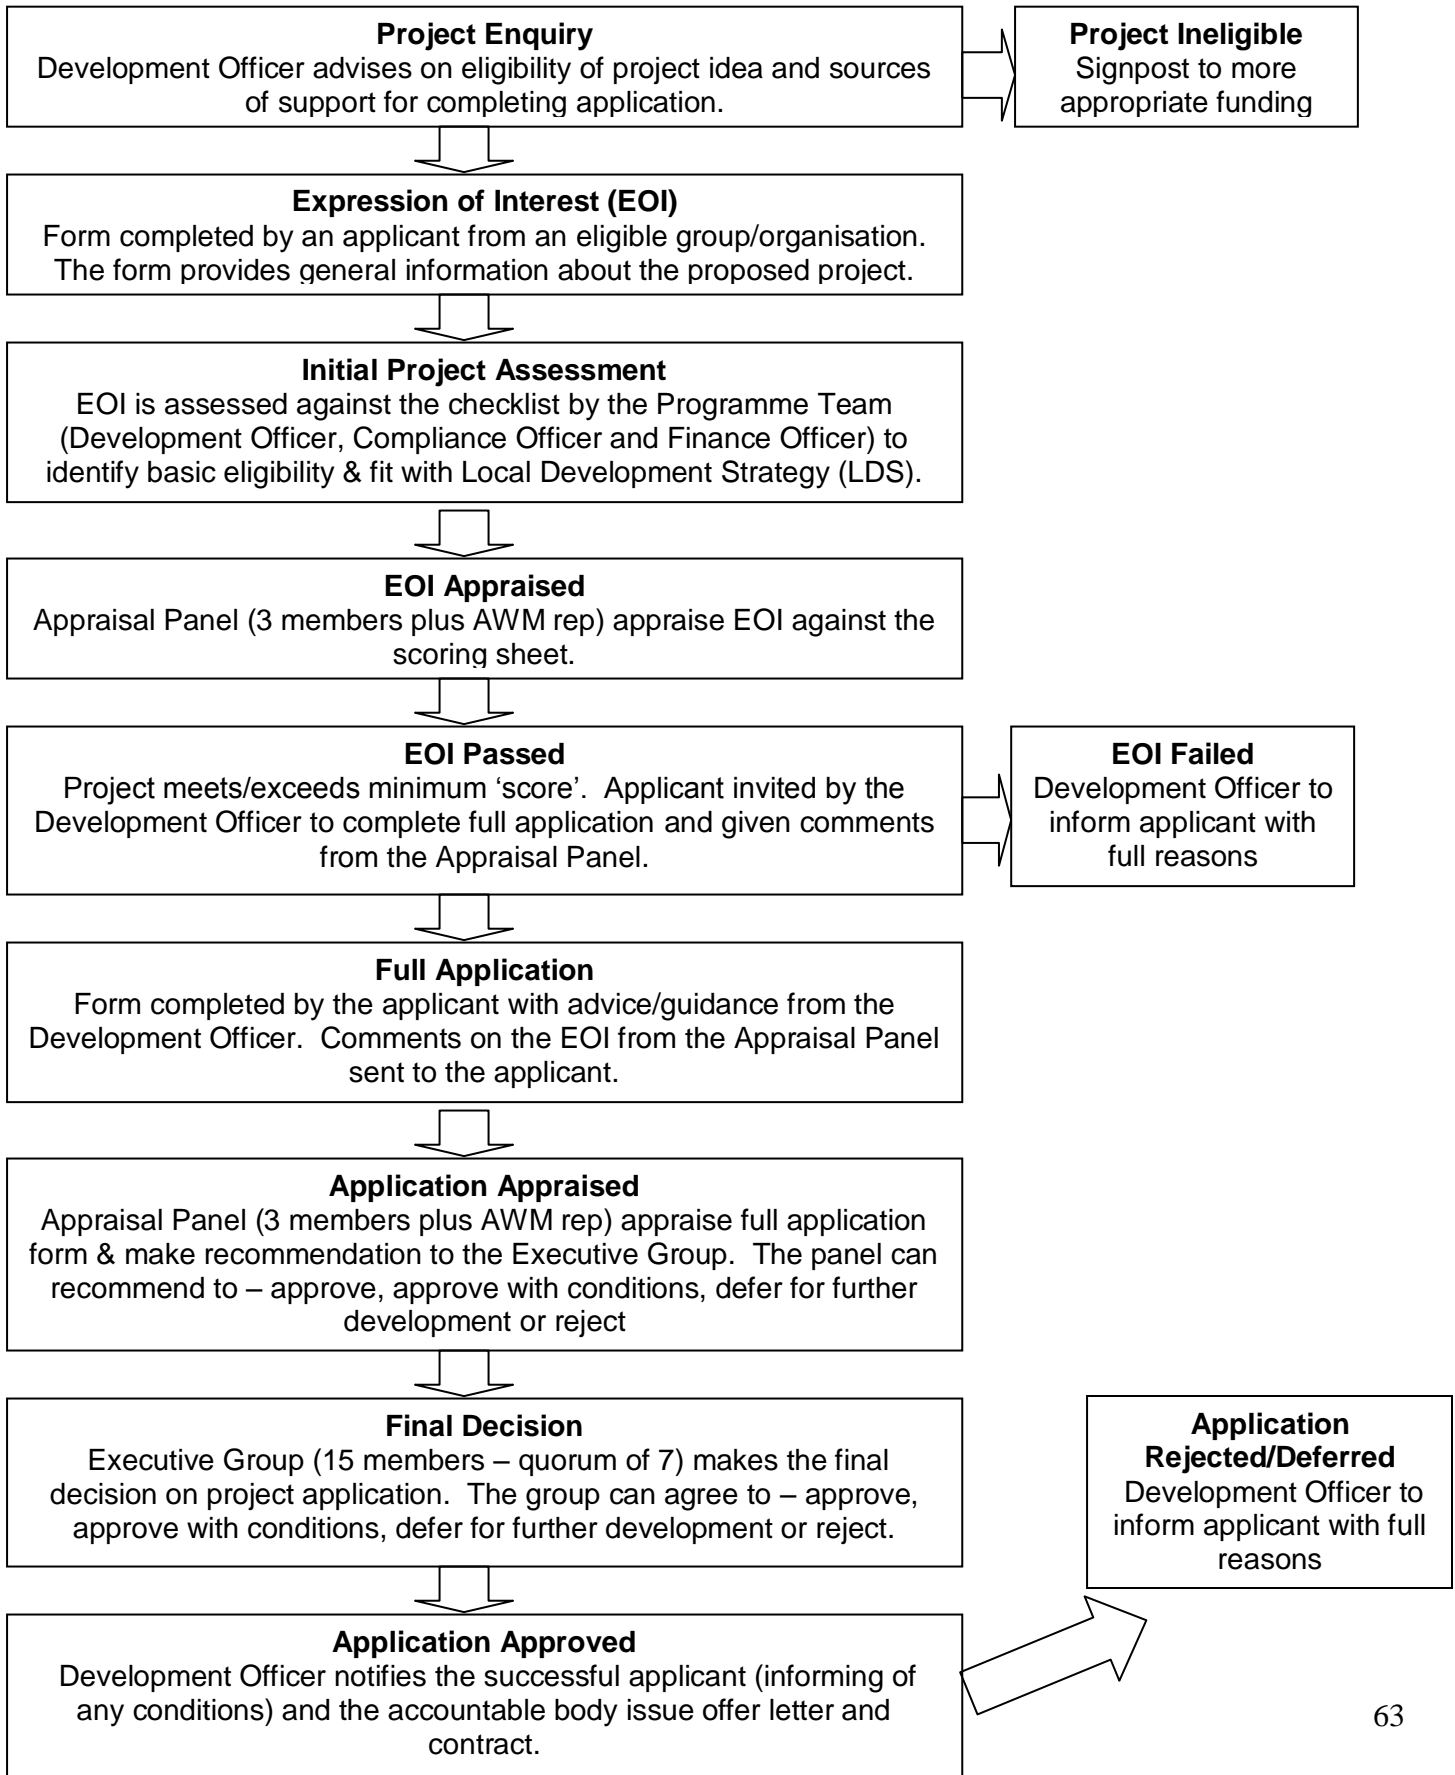 Project Enquiry
Development Officer advises on eligibility of project idea and sources
of support for completing application.
Project Ineligible
Signpost to more
appropriate funding
Expression of Interest (EOI)
Form completed by an applicant from an eligible group/organisation.
The form provides general information about the proposed project.
Initial Project Assessment
EOI is assessed against the checklist by the Programme Team
(Development Officer, Compliance Officer and Finance Officer) to
identify basic eligibility & fit with Local Development Strategy (LDS).
EOI Appraised
Appraisal Panel (3 members plus AWM rep) appraise EOI against the
scoring sheet.
EOI Passed
Project meets/exceeds minimum ‘score’.  Applicant invited by the
Development Officer to complete full application and given comments
from the Appraisal Panel.
EOI Failed
Development Officer to
inform applicant with
full reasons
Full Application
Form completed by the applicant with advice/guidance from the
Development Officer.  Comments on the EOI from the Appraisal Panel
sent to the applicant.
Application Appraised
Appraisal Panel (3 members plus AWM rep) appraise full application
form & make recommendation to the Executive Group.  The panel can
recommend to – approve, approve with conditions, defer for further
development or reject
Final Decision
Executive Group (15 members – quorum of 7) makes the final
decision on project application.  The group can agree to – approve,
approve with conditions, defer for further development or reject.
Application
Rejected/Deferred
Development Officer to
inform applicant with full
reasons
Application Approved
Development Officer notifies the successful applicant (informing of
any conditions) and the accountable body issue offer letter and
contract.
63